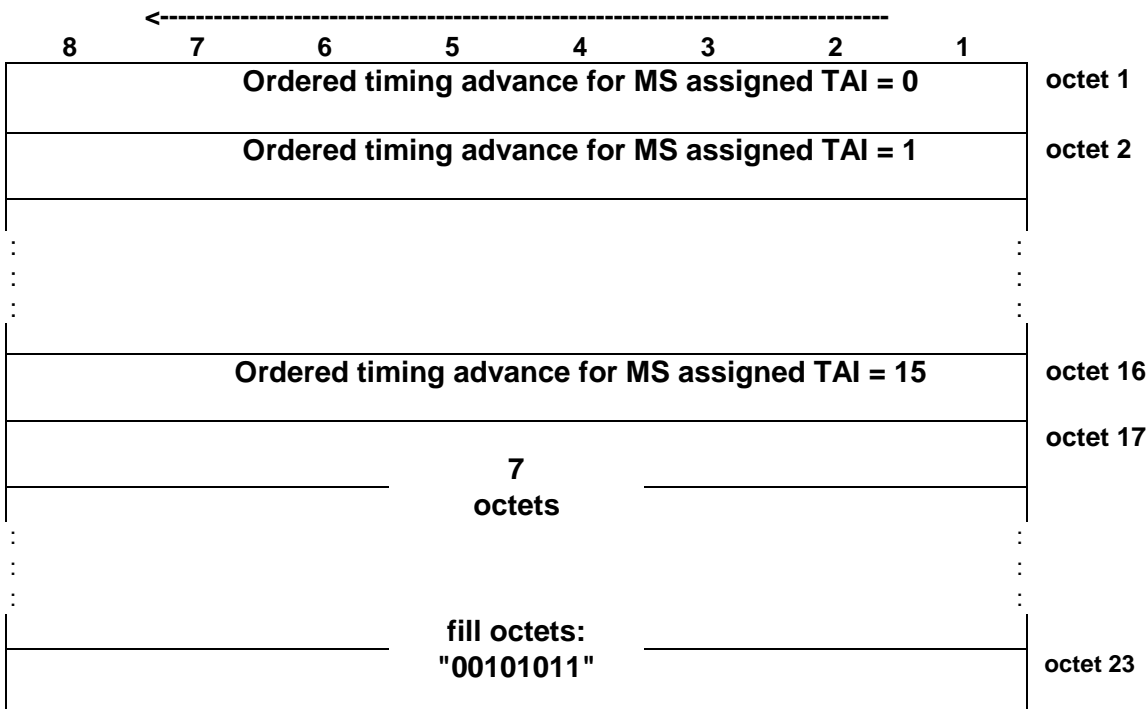 <--------------------------------------------------------------------------------
8 7 6 5 4 3 2 1
Ordered timing advance for MS assigned TAI = 0 octet 1
Ordered timing advance for MS assigned TAI = 1 octet 2
: :
: :
: :
Ordered timing advance for MS assigned TAI = 15 octet 16
octet 17
7
octets
: :
: :
: :
fill octets:
"00101011" octet 23